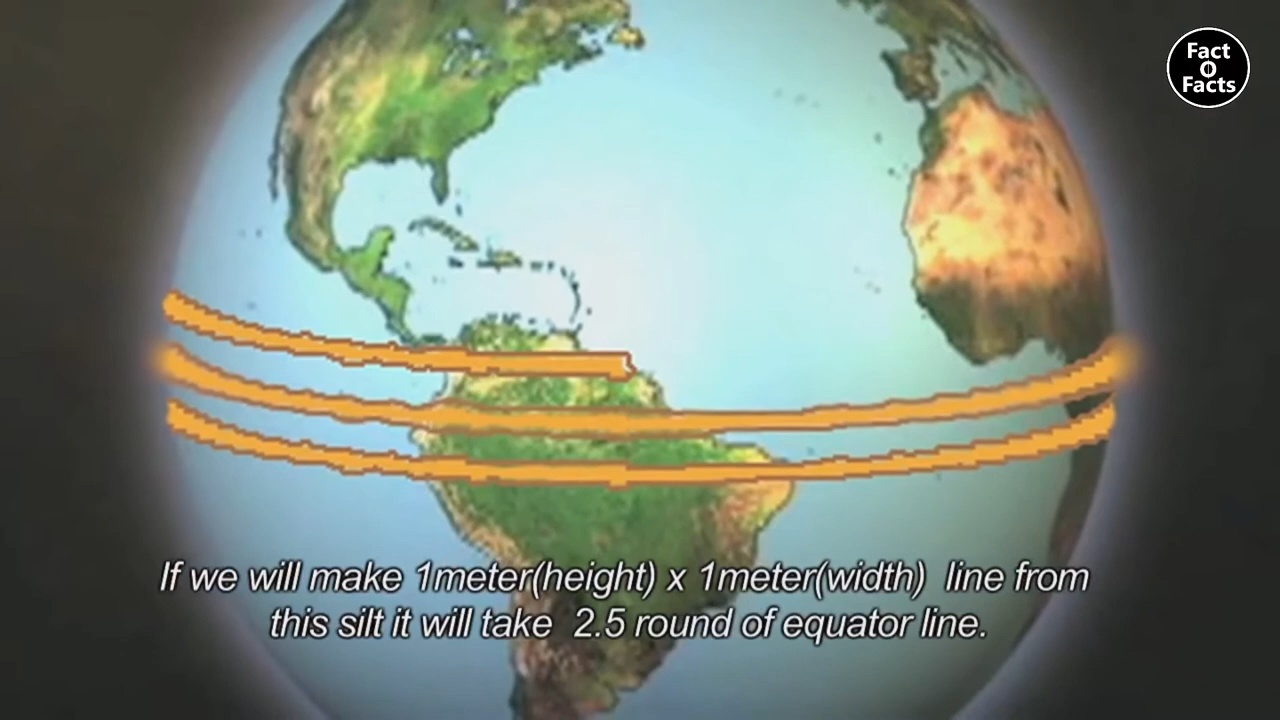 Fact
O
Facts
If we will make 1meter(height) x 1meter(width)  line from
this silt it will take  2.5 round of equator line.